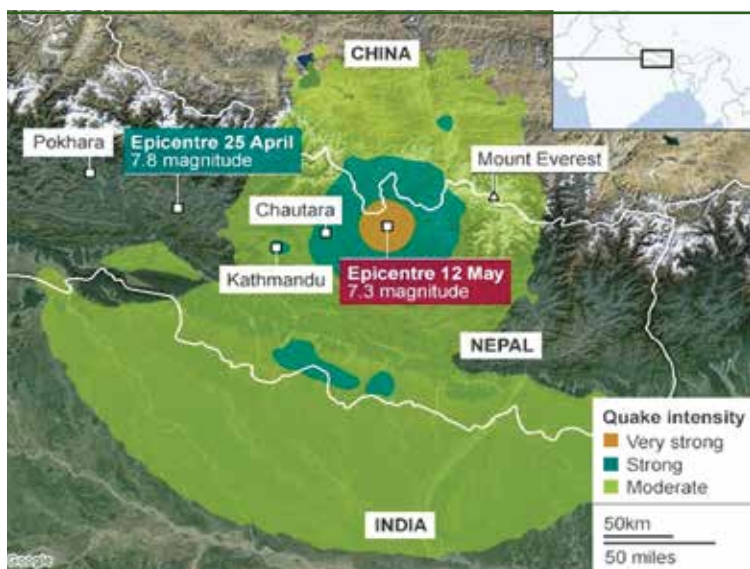 CHINA
Pokhara
Epicentre 25 April
7.8 magnitude
Mount Everest
Chautara
Kathmandu
Epicentre 12 May
7.3 magnitude
NEPAL
INDIA
Quake intensity
Very strong
Strong
Moderate
50km
50 miles
Google